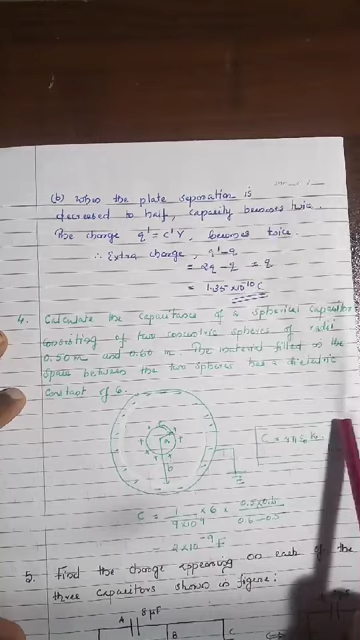 (b) When the plate separation is
decreased to half, capacity becomes twice.
The charge q' = c'V, becomes twice.
∴ Extra charge, q'-q
= 2q - q = q
= 1.35 × 10⁻¹⁰ C
4. Calculate the capacitance of a spherical capacitor
consisting of two concentric spheres of radii
0.50 m and 0.60 m. The material filled in the
space between the two spheres has a dielectric
constant of 6.
b
C = 1/9×10⁹ × 6 × 0.5×0.6/0.6-0.5
= 2×10⁻⁹ F
5. Find the charge appearing on each of the
three capacitors shown in figure:
A 8μF
B C